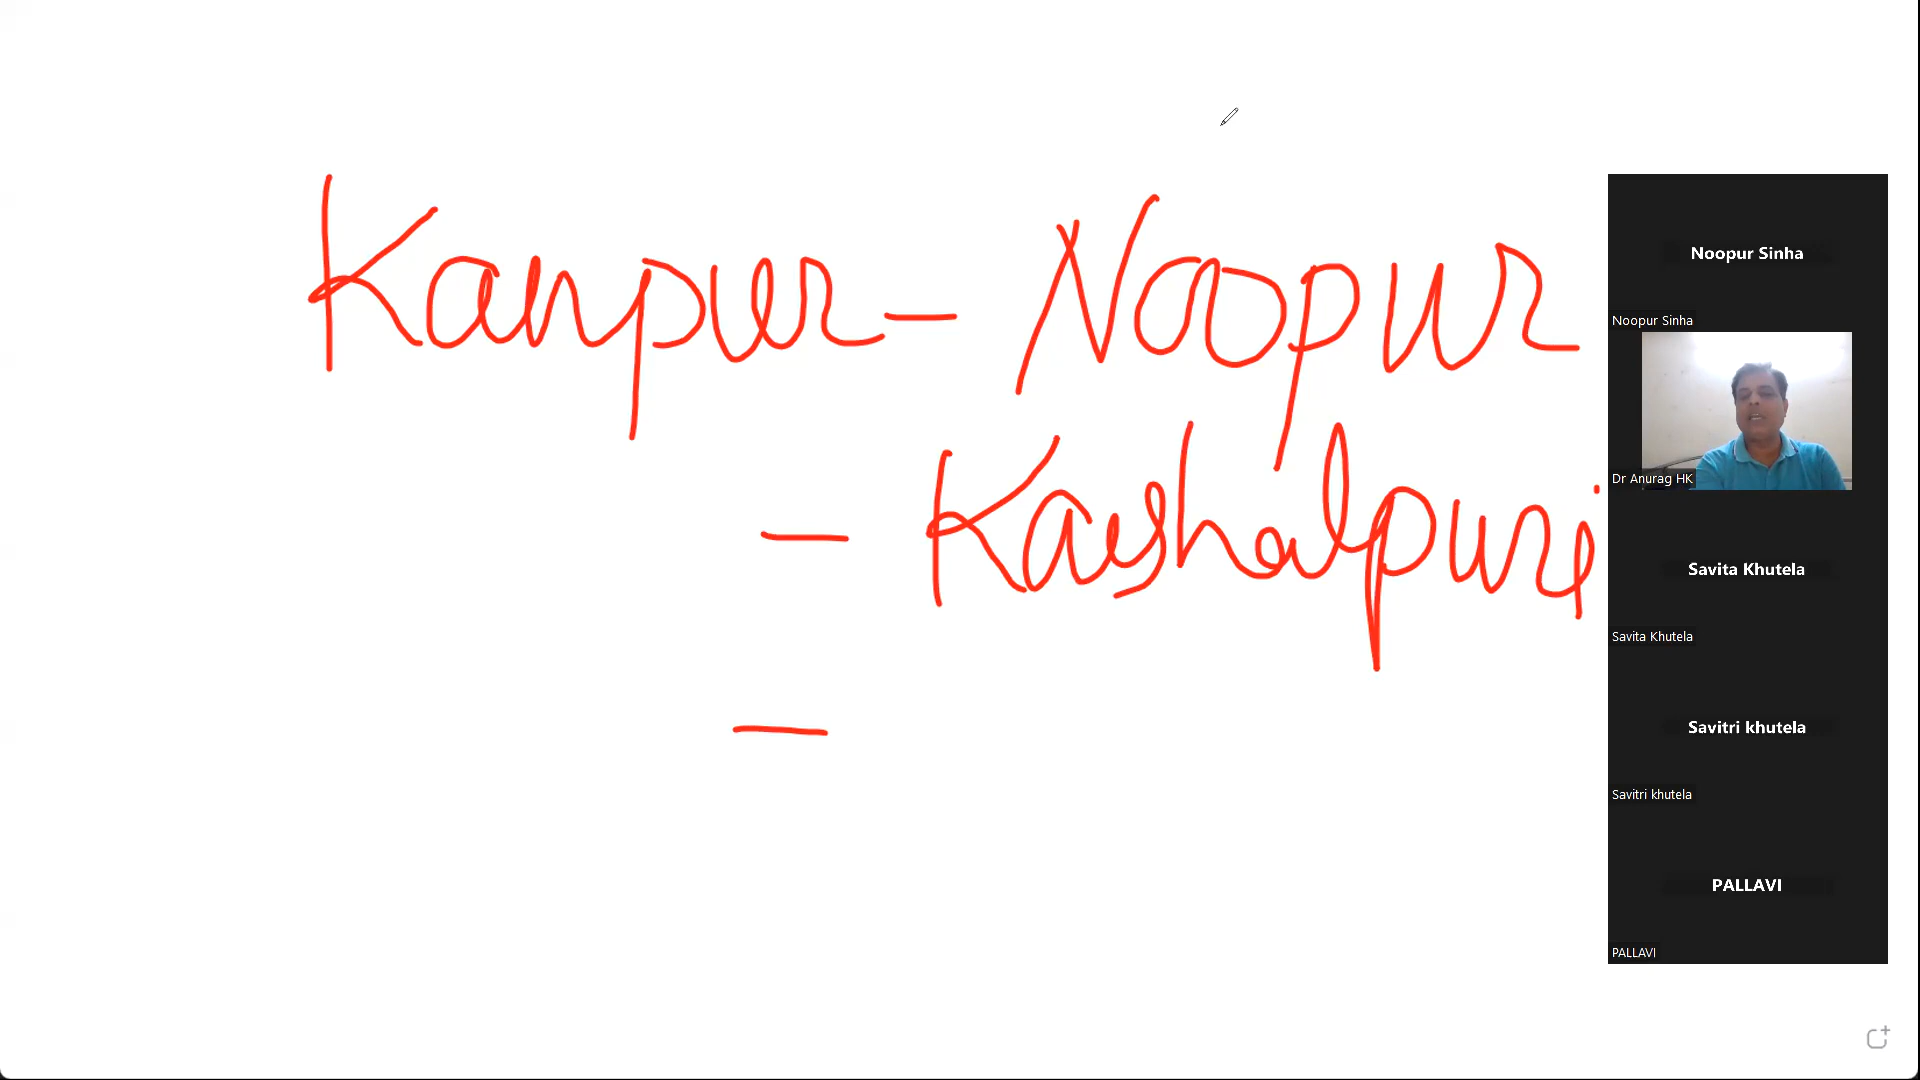 Kanpur - Noopur
- Kaushalpuri
-
Noopur Sinha
Noopur Sinha
Dr Anurag HK
Savita Khutela
Savita Khutela
Savitri khutela
Savitri khutela
PALLAVI
PALLAVI